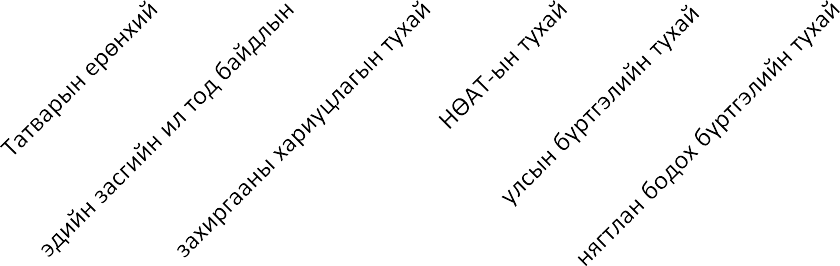 Татварын ерөнхий
эдийн засгийн ил тод байдлын
захиргааны хариуцлагын тухай
НӨАТ-ын тухай
улсын бүртгэлийн тухай
нягтлан бодох бүртгэлийн тухай